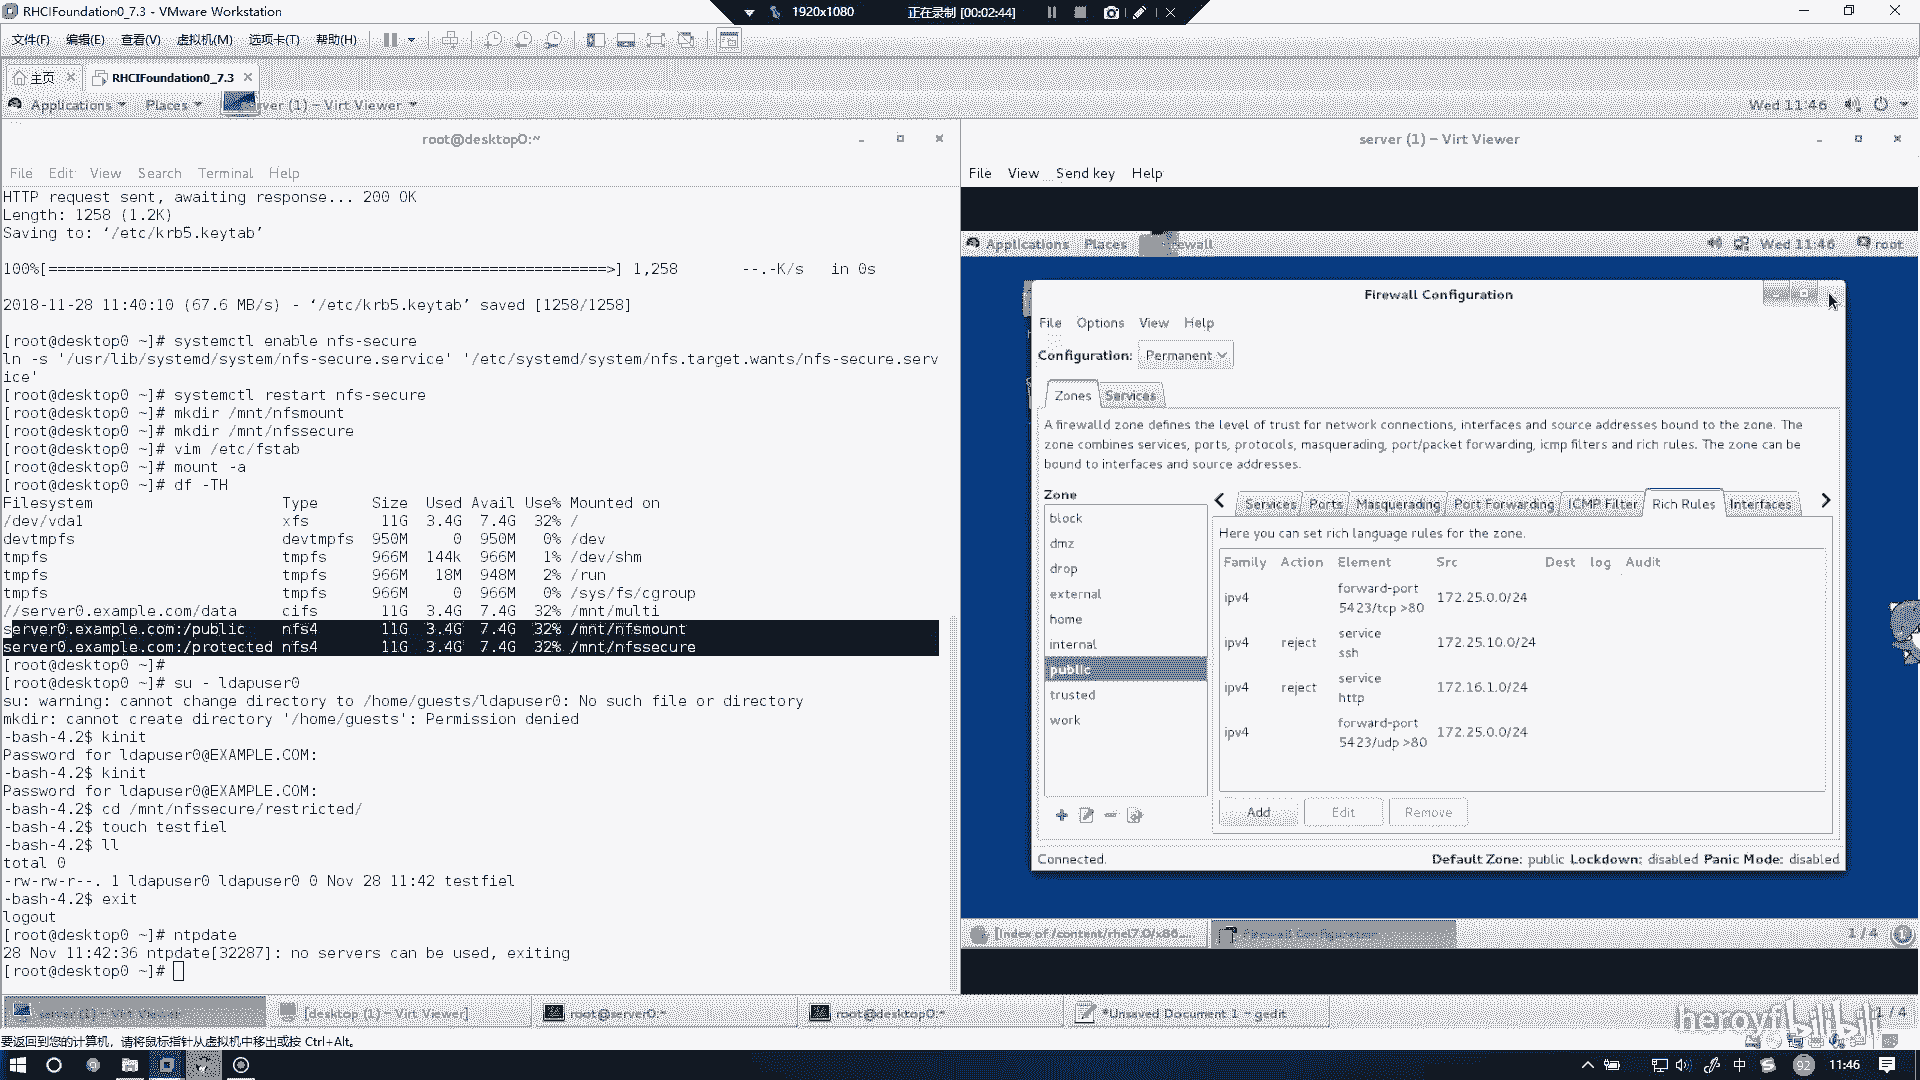 RHCIFoundation0_7.3 - VMware Workstation
1920x1080 正在录制 [00:02:44]
文件(F) 编辑(E) 查看(V) 虚拟机(M) 选项卡(T) 帮助(H)
主页 RHCIFoundation0_7.3
Applications Places server (1) – Virt Viewer Wed 11:46
root@desktop0:~
File Edit View Search Terminal Help
HTTP request sent, awaiting response... 200 OK
Length: 1258 (1.2K)
Saving to: ‘/etc/krb5.keytab’
100%[==============================================================>] 1,258 --.-K/s in 0s
2018-11-28 11:40:10 (67.6 MB/s) - ‘/etc/krb5.keytab’ saved [1258/1258]
[root@desktop0 ~]# systemctl enable nfs-secure
ln -s '/usr/lib/systemd/system/nfs-secure.service' '/etc/systemd/system/nfs.target.wants/nfs-secure.serv
ice'
[root@desktop0 ~]# systemctl restart nfs-secure
[root@desktop0 ~]# mkdir /mnt/nfsmount
[root@desktop0 ~]# mkdir /mnt/nfssecure
[root@desktop0 ~]# vim /etc/fstab
[root@desktop0 ~]# mount -a
[root@desktop0 ~]# df -TH
Filesystem Type Size Used Avail Use% Mounted on
/dev/vda1 xfs 11G 3.4G 7.4G 32% /
devtmpfs devtmpfs 950M 0 950M 0% /dev
tmpfs tmpfs 966M 144k 966M 1% /dev/shm
tmpfs tmpfs 966M 18M 948M 2% /run
tmpfs tmpfs 966M 0 966M 0% /sys/fs/cgroup
//server0.example.com/data cifs 11G 3.4G 7.4G 32% /mnt/multi
server0.example.com:/public nfs4 11G 3.4G 7.4G 32% /mnt/nfsmount
server0.example.com:/protected nfs4 11G 3.4G 7.4G 32% /mnt/nfssecure
[root@desktop0 ~]#
[root@desktop0 ~]# su - ldapuser0
su: warning: cannot change directory to /home/guests/ldapuser0: No such file or directory
mkdir: cannot create directory '/home/guests': Permission denied
-bash-4.2$ kinit
Password for ldapuser0@EXAMPLE.COM:
-bash-4.2$ kinit
Password for ldapuser0@EXAMPLE.COM:
-bash-4.2$ cd /mnt/nfssecure/restricted/
-bash-4.2$ touch testfiel
-bash-4.2$ ll
total 0
-rw-rw-r--. 1 ldapuser0 ldapuser0 0 Nov 28 11:42 testfiel
-bash-4.2$ exit
logout
[root@desktop0 ~]# ntpdate
28 Nov 11:42:36 ntpdate[32287]: no servers can be used, exiting
[root@desktop0 ~]#
server (1) – Virt Viewer
File View Send key Help
Applications Places Firewall Wed 11:46 root
Firewall Configuration
File Options View Help
Configuration: Permanent
Zones Services
A firewalld zone defines the level of trust for network connections, interfaces and source addresses bound to the zone. The
zone combines services, ports, protocols, masquerading, port/packet forwarding, icmp filters and rich rules. The zone can be
bound to interfaces and source addresses.
Zone
block
dmz
drop
external
home
internal
public
trusted
work
Services Ports Masquerading Port Forwarding ICMP Filter Rich Rules Interfaces
Here you can set rich language rules for the zone.
Family Action Element Src Dest log Audit
ipv4 forward-port 5423/tcp >80 172.25.0.0/24
ipv4 reject service ssh 172.25.10.0/24
ipv4 reject service http 172.16.1.0/24
ipv4 forward-port 5423/udp >80 172.25.0.0/24
Add Edit Remove
Connected. Default Zone: public Lockdown: disabled Panic Mode: disabled
[Index of /content/rhel7.0/x86.... Firewall Configuration 1 / 4
server (1) – Virt Viewer [desktop (1) – Virt Viewer] root@server0:~ root@desktop0:~ *Unsaved Document 1 – gedit 1 / 4
要返回到您的计算机，请将鼠标指针从虚拟机中移出或按 Ctrl+Alt。
中 92 11:46
bilibili